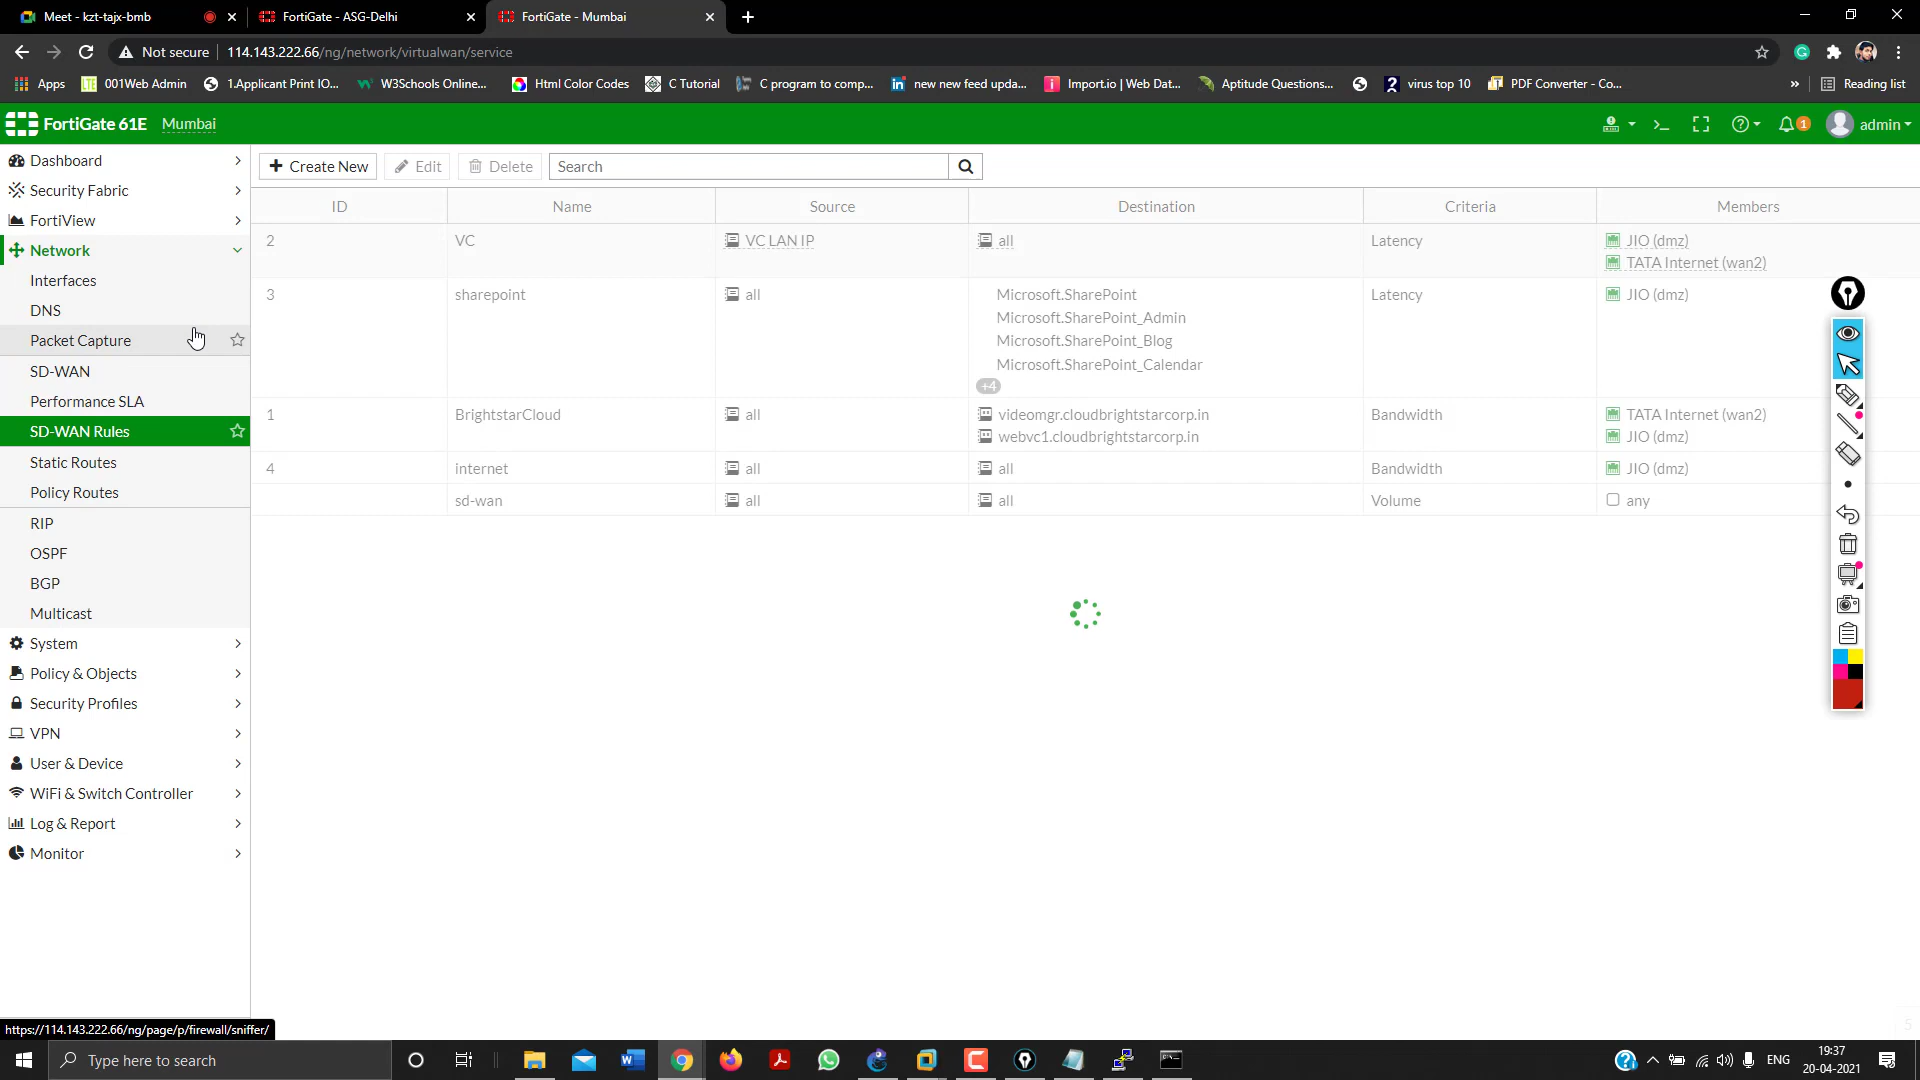 Meet - kzt-tajx-bmb
FortiGate - ASG-Delhi
FortiGate - Mumbai
Not secure
114.143.222.66/ng/network/virtualwan/service
Apps
001Web Admin
1.Applicant Print IO...
W3Schools Online...
Html Color Codes
C Tutorial
C program to comp...
new new feed upda...
Import.io | Web Dat...
Aptitude Questions...
virus top 10
PDF Converter - Co...
»
Reading list
FortiGate 61E
Mumbai
1
admin
Dashboard
Security Fabric
FortiView
Network
Interfaces
DNS
Packet Capture
SD-WAN
Performance SLA
SD-WAN Rules
Static Routes
Policy Routes
RIP
OSPF
BGP
Multicast
System
Policy & Objects
Security Profiles
VPN
User & Device
WiFi & Switch Controller
Log & Report
Monitor
Create New
Edit
Delete
Search
ID Name Source Destination Criteria Members
2 VC VC LAN IP all Latency JIO (dmz)
TATA Internet (wan2)
3 sharepoint all Microsoft.SharePoint Latency JIO (dmz)
Microsoft.SharePoint_Admin
Microsoft.SharePoint_Blog
Microsoft.SharePoint_Calendar
+4
1 BrightstarCloud all videomgr.cloudbrightstarcorp.in Bandwidth TATA Internet (wan2)
webvc1.cloudbrightstarcorp.in JIO (dmz)
4 internet all all Bandwidth JIO (dmz)
sd-wan all all Volume any
5
https://114.143.222.66/ng/page/p/firewall/sniffer/
Type here to search
ENG
19:37
20-04-2021